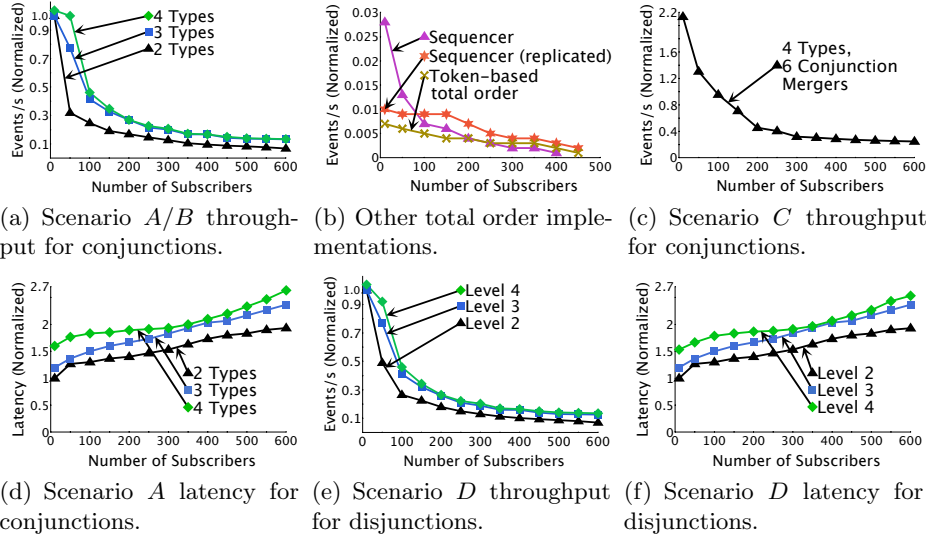 Events/s (Normalized)
1.0
0.9
0.7
0.5
0.3
0.1
0 100 200 300 400 500 600
Number of Subscribers
4 Types
3 Types
2 Types
(a) Scenario A/B through-
put for conjunctions.
Events/s (Normalized)
0.03
0.025
0.02
0.015
0.01
0.005
0
0 100 200 300 400 500
Number of Subscribers
Sequencer
Sequencer (replicated)
Token-based
total order
(b) Other total order imple-
mentations.
Events/s (Normalized)
2.2
1.6
1.2
0.8
0.4
0
0 100 200 300 400 500 600
Number of Subscribers
4 Types,
6 Conjunction
Mergers
(c) Scenario C throughput
for conjunctions.
Latency (Normalized)
2.7
2
1.5
1
0.5
0
0 100 200 300 400 500 600
Number of Subscribers
2 Types
3 Types
4 Types
(d) Scenario A latency for
conjunctions.
Events/s (Normalized)
1.0
0.9
0.7
0.5
0.3
0.1
0 100 200 300 400 500 600
Number of Subscribers
Level 4
Level 3
Level 2
(e) Scenario D throughput
for disjunctions.
Latency (Normalized)
2.7
2
1.5
1
0.5
0
0 100 200 300 400 500 600
Number of Subscribers
Level 2
Level 3
Level 4
(f) Scenario D latency for
disjunctions.